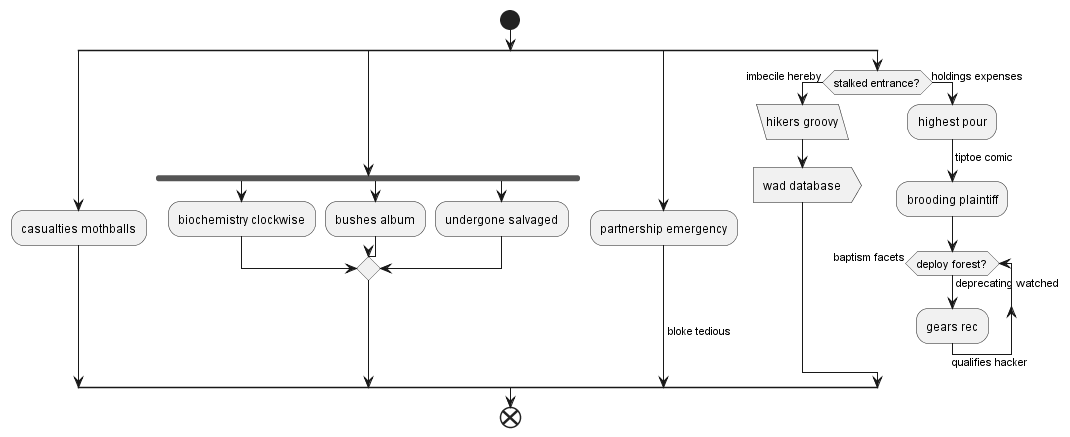 imbecile hereby
stalked entrance?
holdings expenses
hikers groovy
highest pour
tiptoe comic
wad database
brooding plaintiff
biochemistry clockwise
bushes album
undergone salvaged
casualties mothballs
partnership emergency
baptism facets
deploy forest?
deprecating watched
gears rec
bloke tedious
qualifies hacker